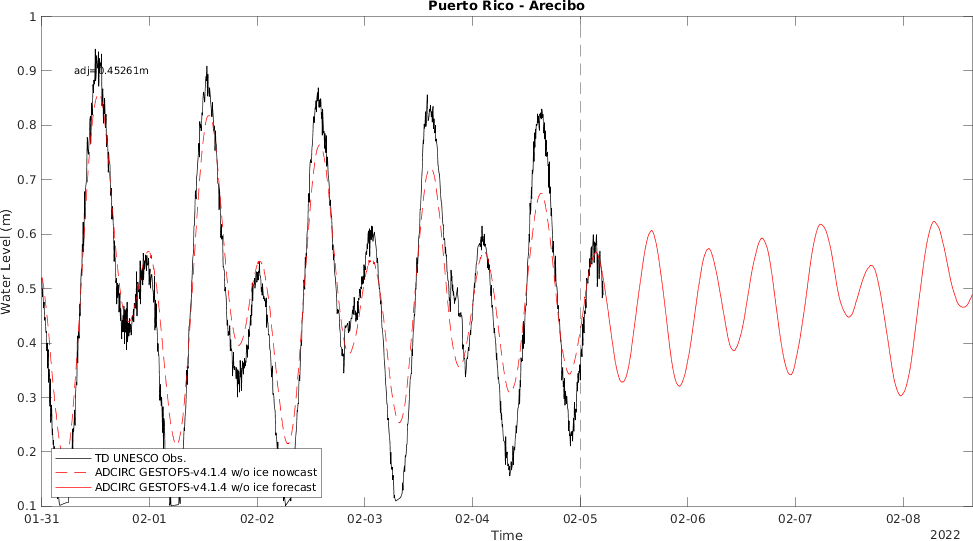 Puerto Rico - Arecibo
1
0.9
adj=0.45261m
0.8
0.7
0.6
0.5
0.4
0.3
0.2
0.1
Water Level (m)
TD UNESCO Obs.
ADCIRC GESTOFS-v4.1.4 w/o ice nowcast
ADCIRC GESTOFS-v4.1.4 w/o ice forecast
01-31 02-01 02-02 02-03 02-04 02-05 02-06 02-07 02-08
Time
2022